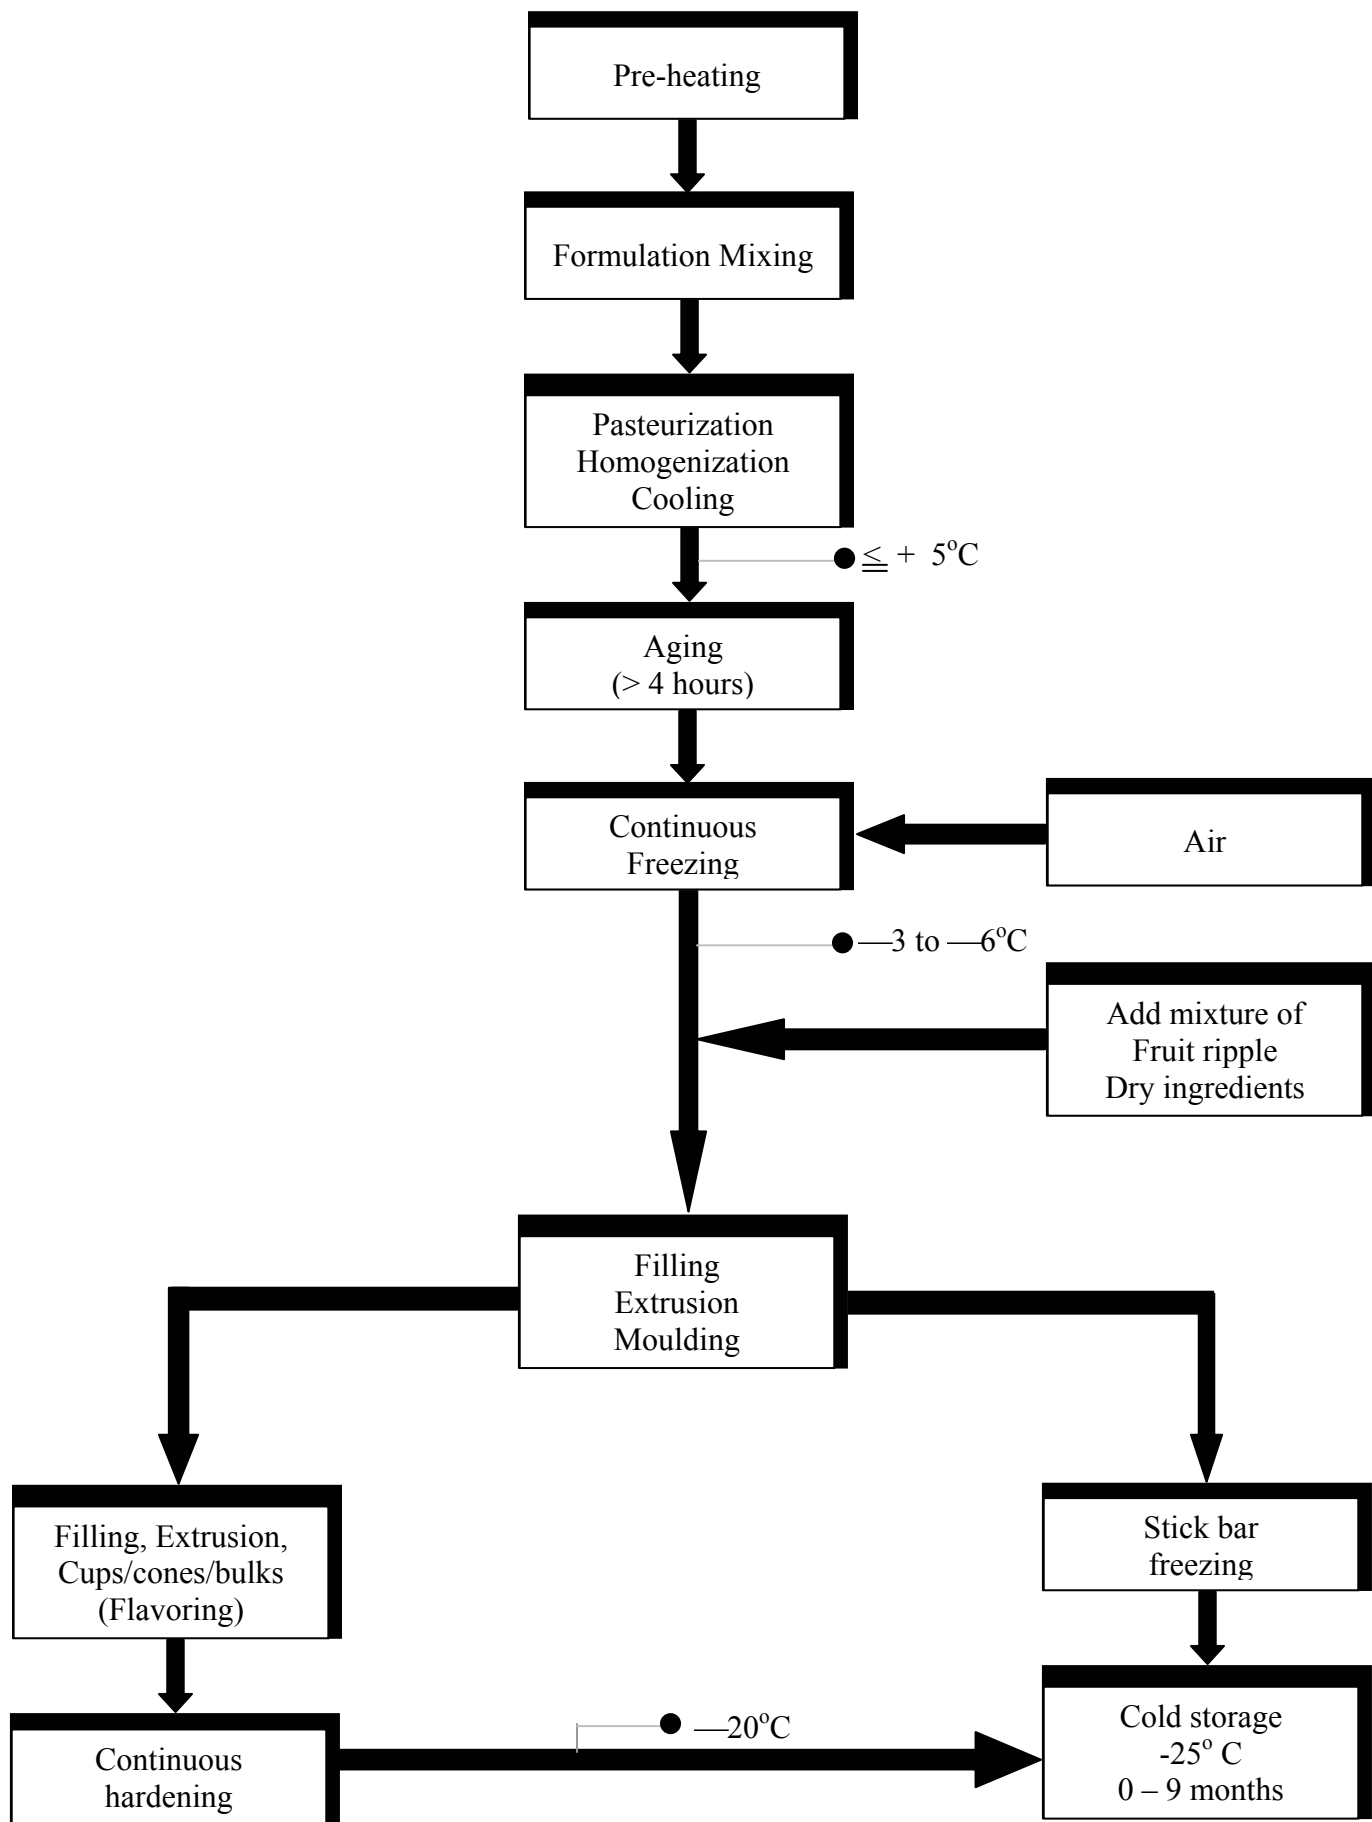 Pre-heating
Formulation Mixing
Pasteurization
Homogenization
Cooling
≦ + 5°C
Aging
(> 4 hours)
Continuous
Freezing
Air
—3 to —6°C
Add mixture of
Fruit ripple
Dry ingredients
Filling
Extrusion
Moulding
Filling, Extrusion,
Cups/cones/bulks
(Flavoring)
Stick bar
freezing
Continuous
hardening
—20°C
Cold storage
-25° C
0 – 9 months